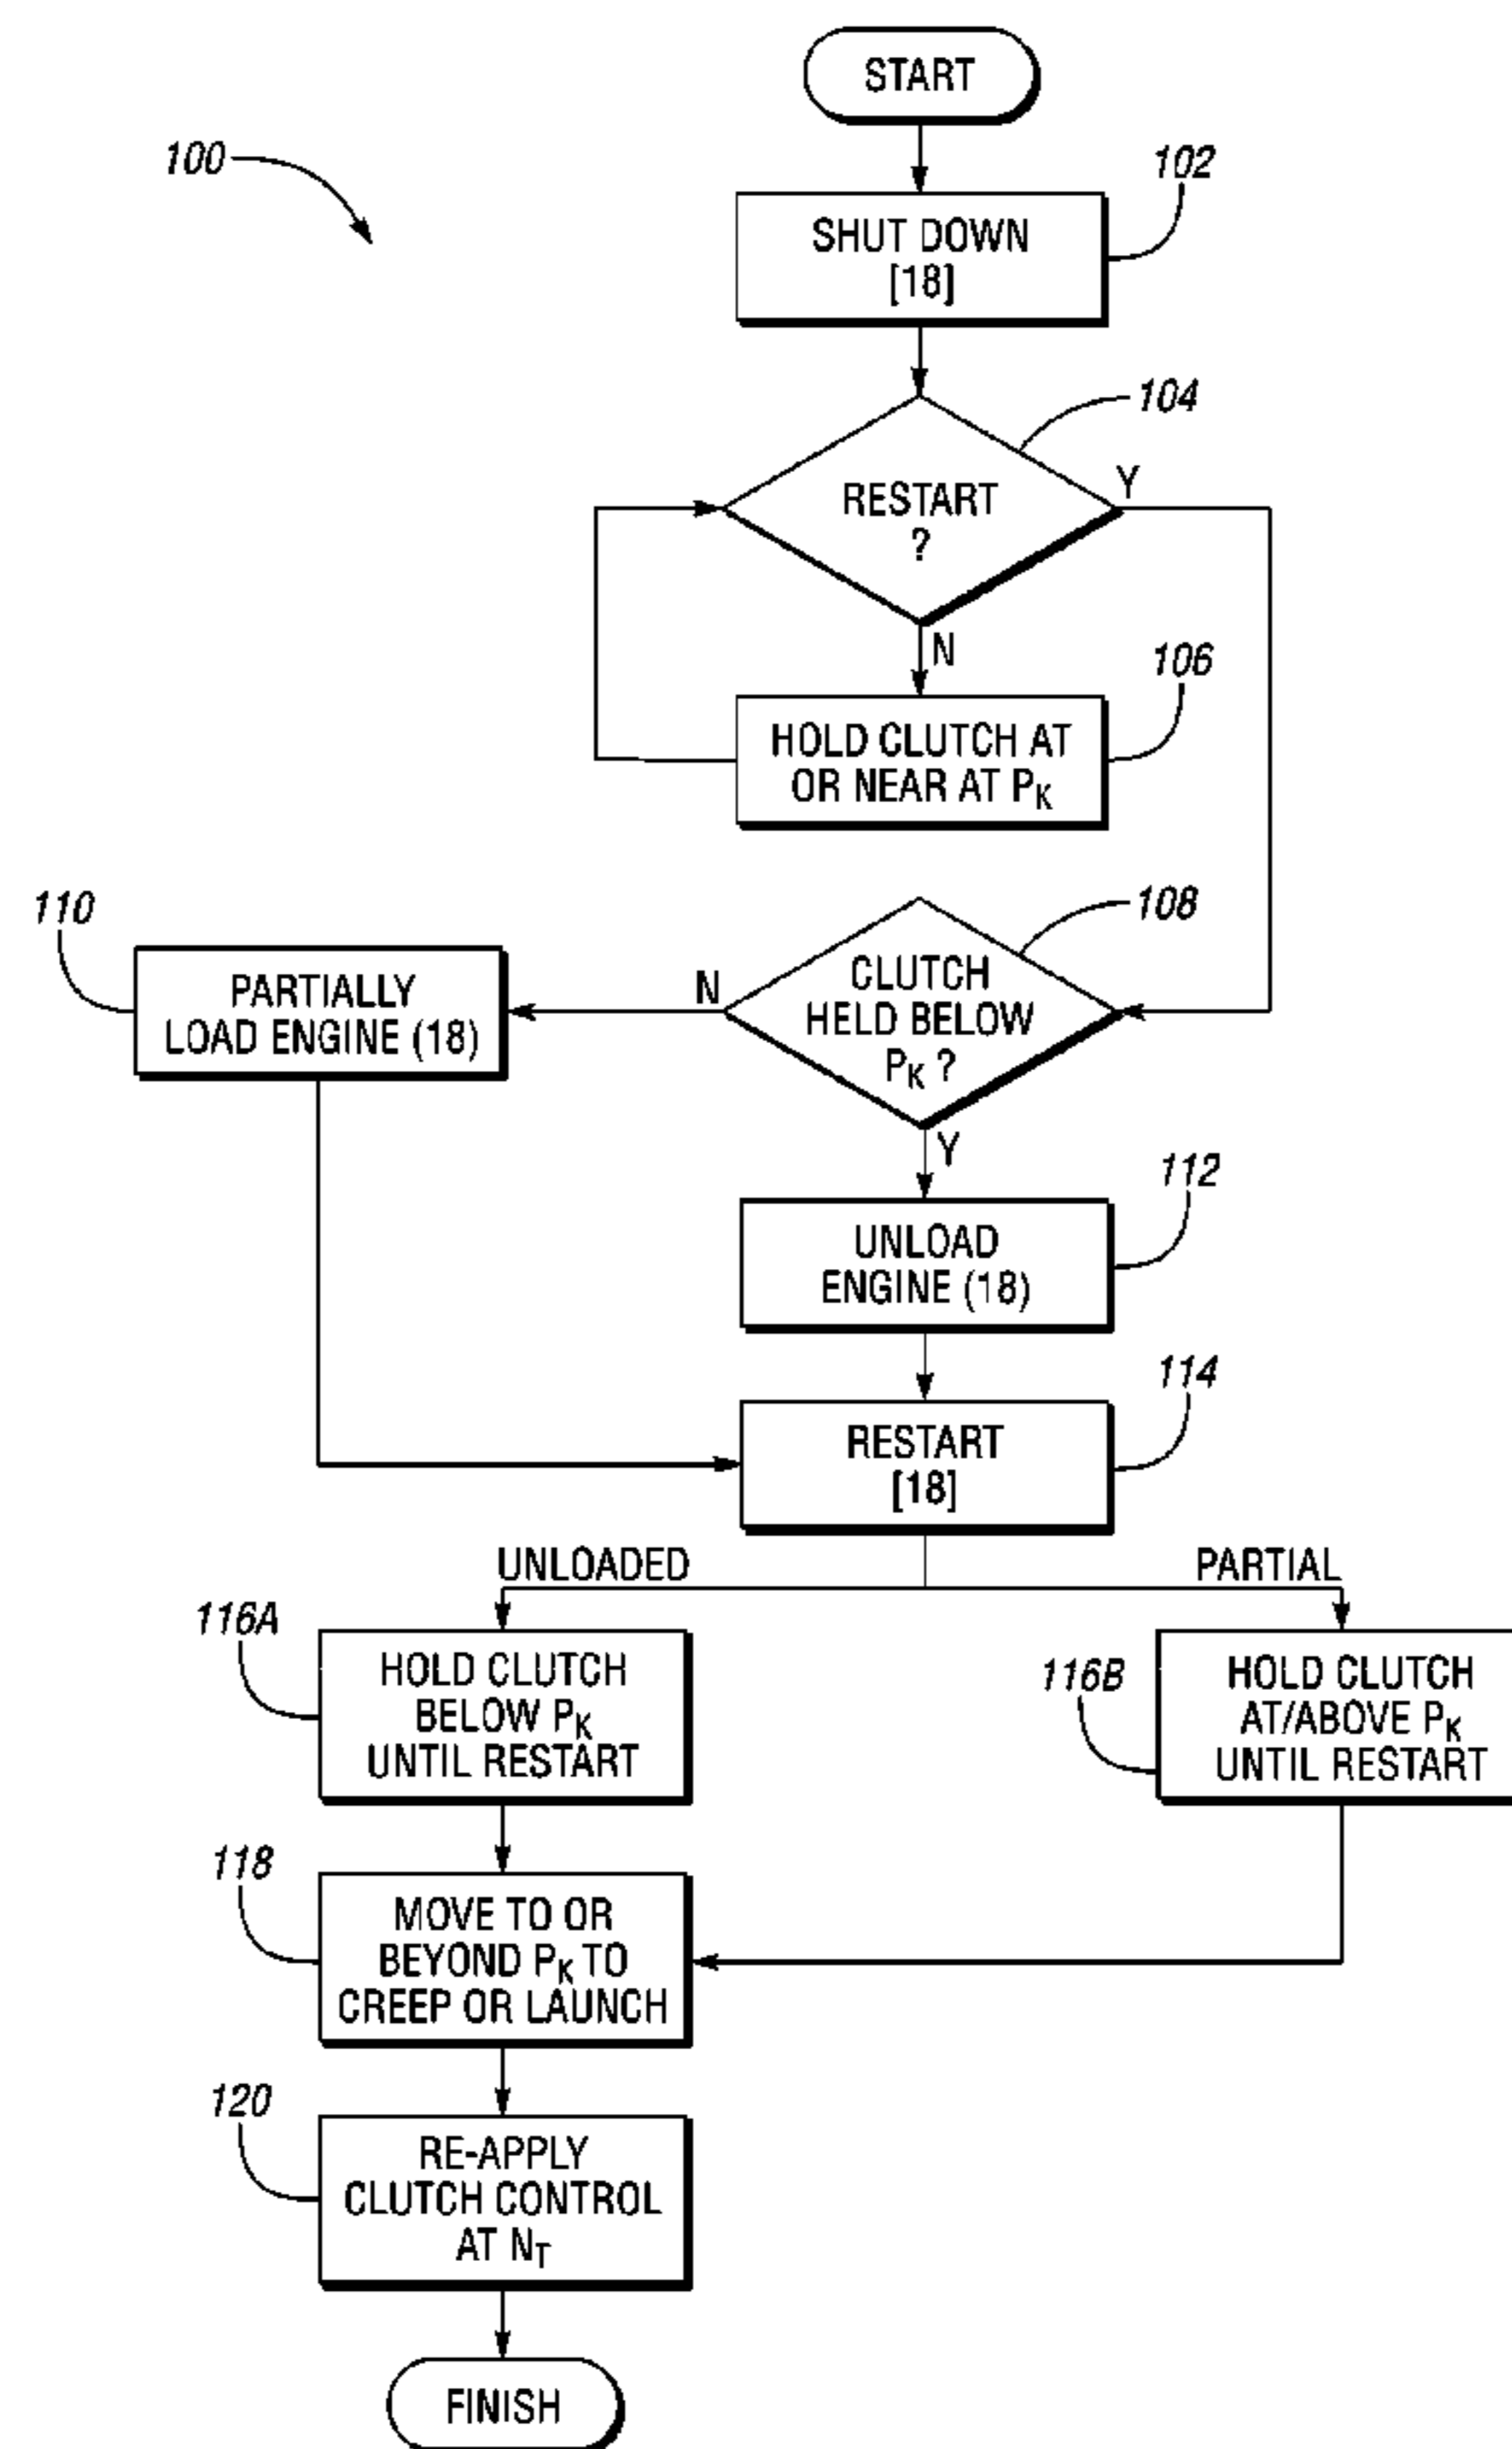 START
100
102
SHUT DOWN
[18]
104
RESTART
?
Y
N
106
HOLD CLUTCH AT
OR NEAR AT PK
108
CLUTCH
HELD BELOW
PK ?
N
110
PARTIALLY
LOAD ENGINE (18)
Y
112
UNLOAD
ENGINE (18)
114
RESTART
[18]
UNLOADED
PARTIAL
116A
HOLD CLUTCH
BELOW PK
UNTIL RESTART
116B
HOLD CLUTCH
AT/ABOVE PK
UNTIL RESTART
118
MOVE TO OR
BEYOND PK TO
CREEP OR LAUNCH
120
RE-APPLY
CLUTCH CONTROL
AT NT
FINISH